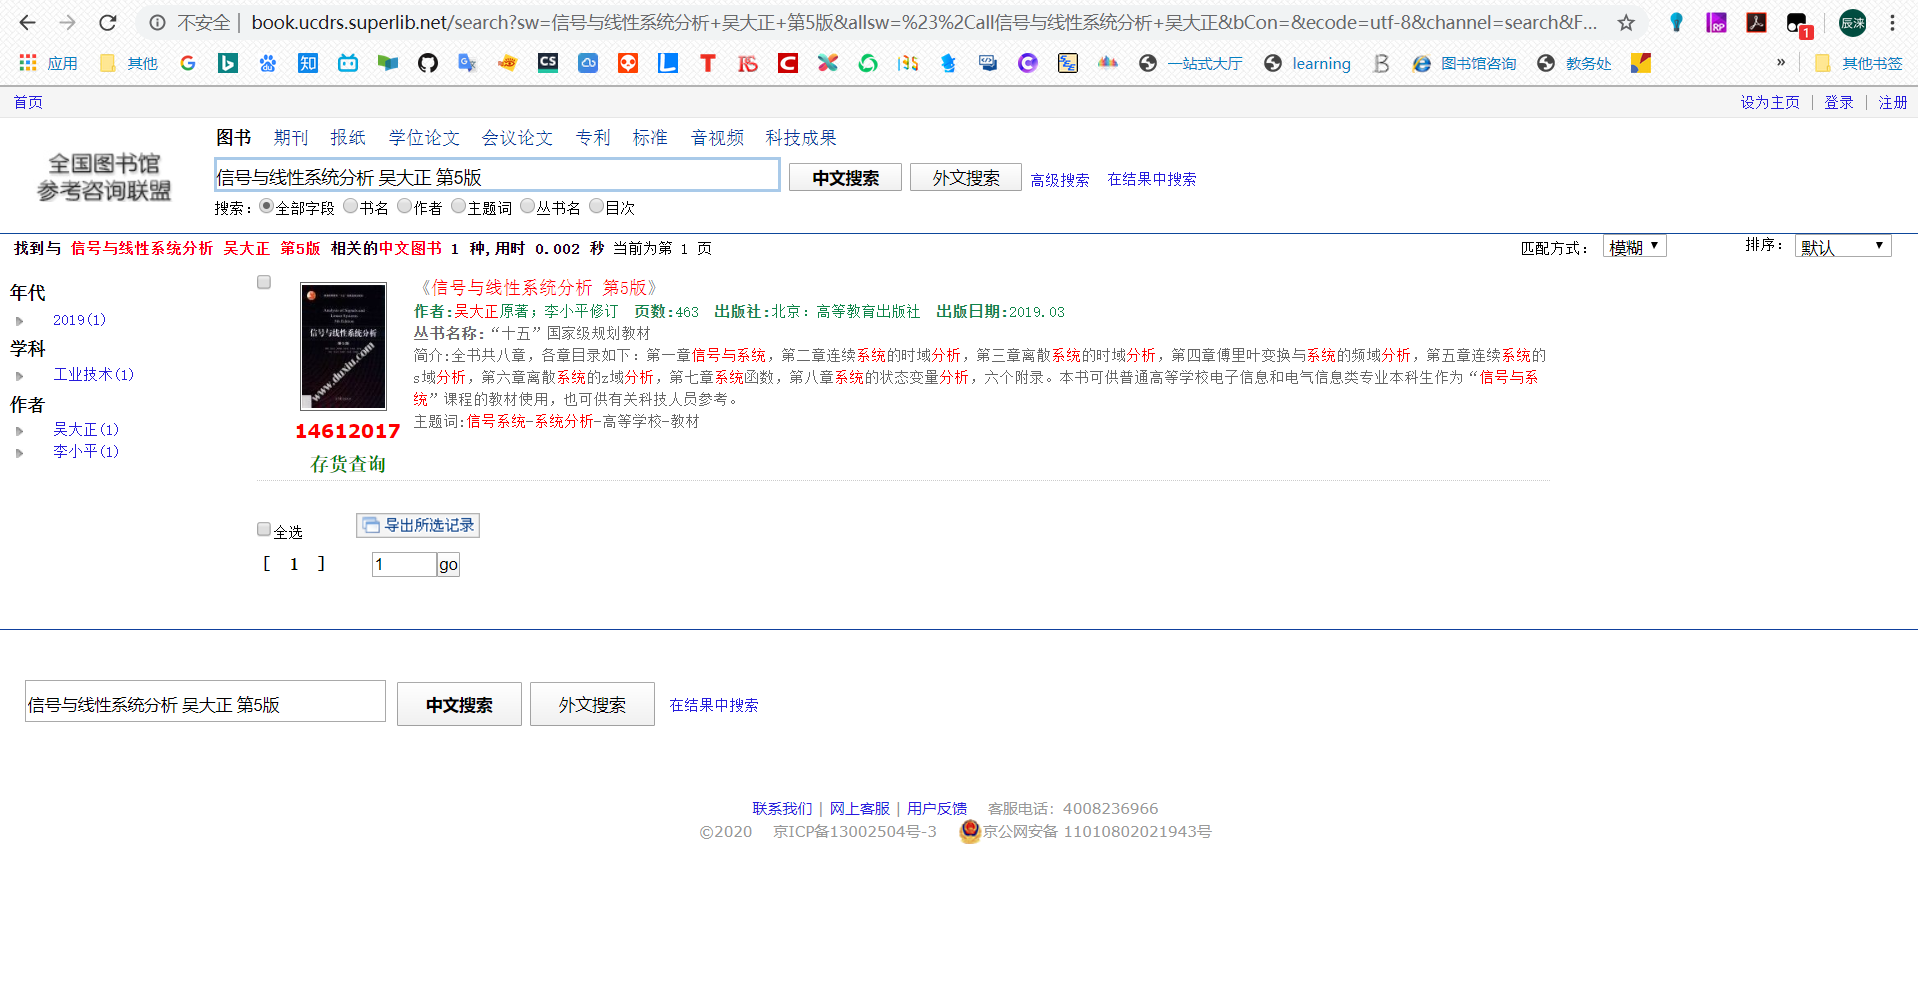 不安全 | book.ucdrs.superlib.net/search?sw=信号与线性系统分析+吴大正+第5版&allsw=%23%2Call信号与线性系统分析+吴大正&bCon=&ecode=utf-8&channel=search&F...
RP
1
辰涞
应用 其他 知 CS T C 一站式大厅 learning 图书馆咨询 教务处 » 其他书签
首页 设为主页 | 登录 | 注册
图书 期刊 报纸 学位论文 会议论文 专利 标准 音视频 科技成果
全国图书馆
参考咨询联盟
信号与线性系统分析 吴大正 第5版 中文搜索 外文搜索 高级搜索 在结果中搜索
搜索: 全部字段 书名 作者 主题词 丛书名 目次
找到与 信号与线性系统分析 吴大正 第5版 相关的中文图书 1 种,用时 0.002 秒 当前为第 1 页 匹配方式: 模糊 排序: 默认
年代
2019(1)
学科
工业技术(1)
作者
吴大正(1)
李小平(1)
信号与线性系统分析
www.duxiu.com
14612017
存货查询
《信号与线性系统分析 第5版》
作者:吴大正原著；李小平修订 页数:463 出版社:北京：高等教育出版社 出版日期:2019.03
丛书名称:“十五”国家级规划教材
简介:全书共八章，各章目录如下：第一章信号与系统，第二章连续系统的时域分析，第三章离散系统的时域分析，第四章傅里叶变换与系统的频域分析，第五章连续系统的
s域分析，第六章离散系统的z域分析，第七章系统函数，第八章系统的状态变量分析，六个附录。本书可供普通高等学校电子信息和电气信息类专业本科生作为“信号与系
统”课程的教材使用，也可供有关科技人员参考。
主题词:信号系统-系统分析-高等学校-教材
全选 导出所选记录
[ 1 ] 1 go
信号与线性系统分析 吴大正 第5版 中文搜索 外文搜索 在结果中搜索
联系我们 | 网上客服 | 用户反馈 客服电话：4008236966
©2020 京ICP备13002504号-3 京公网安备 11010802021943号